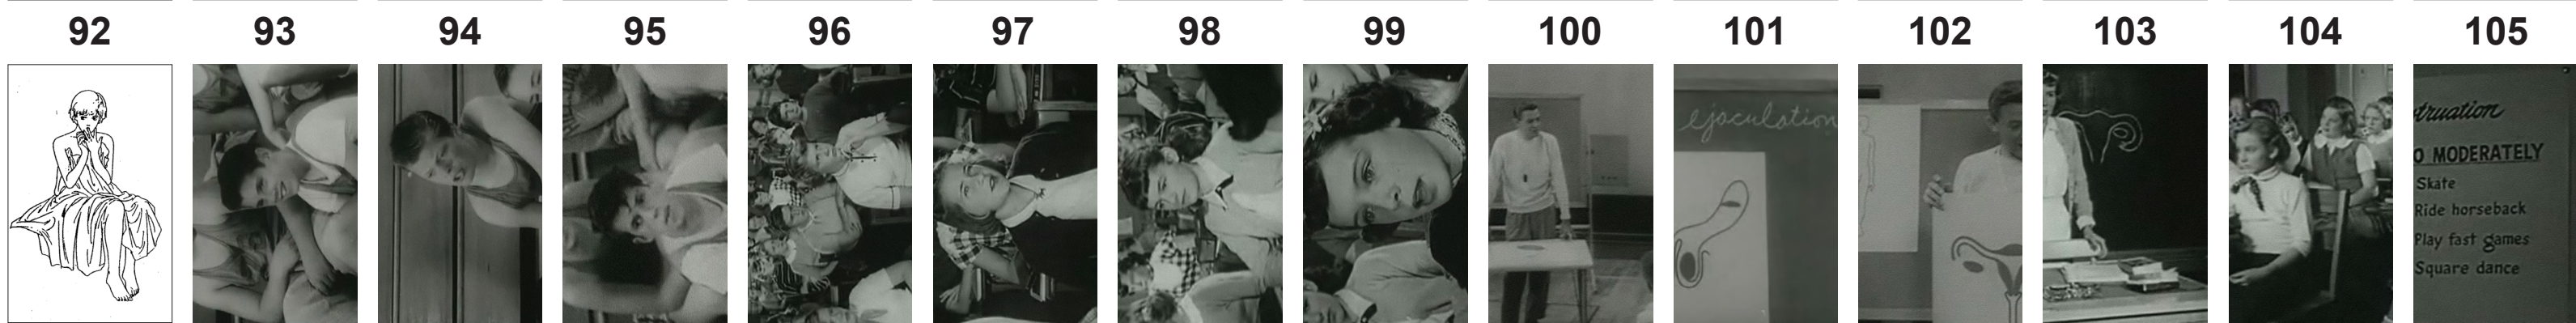 92 93 94 95 96 97 98 99 100 101 102 103 104 105
ejaculation
truation
O MODERATELY
Skate
Ride horseback
Play fast games
Square dance